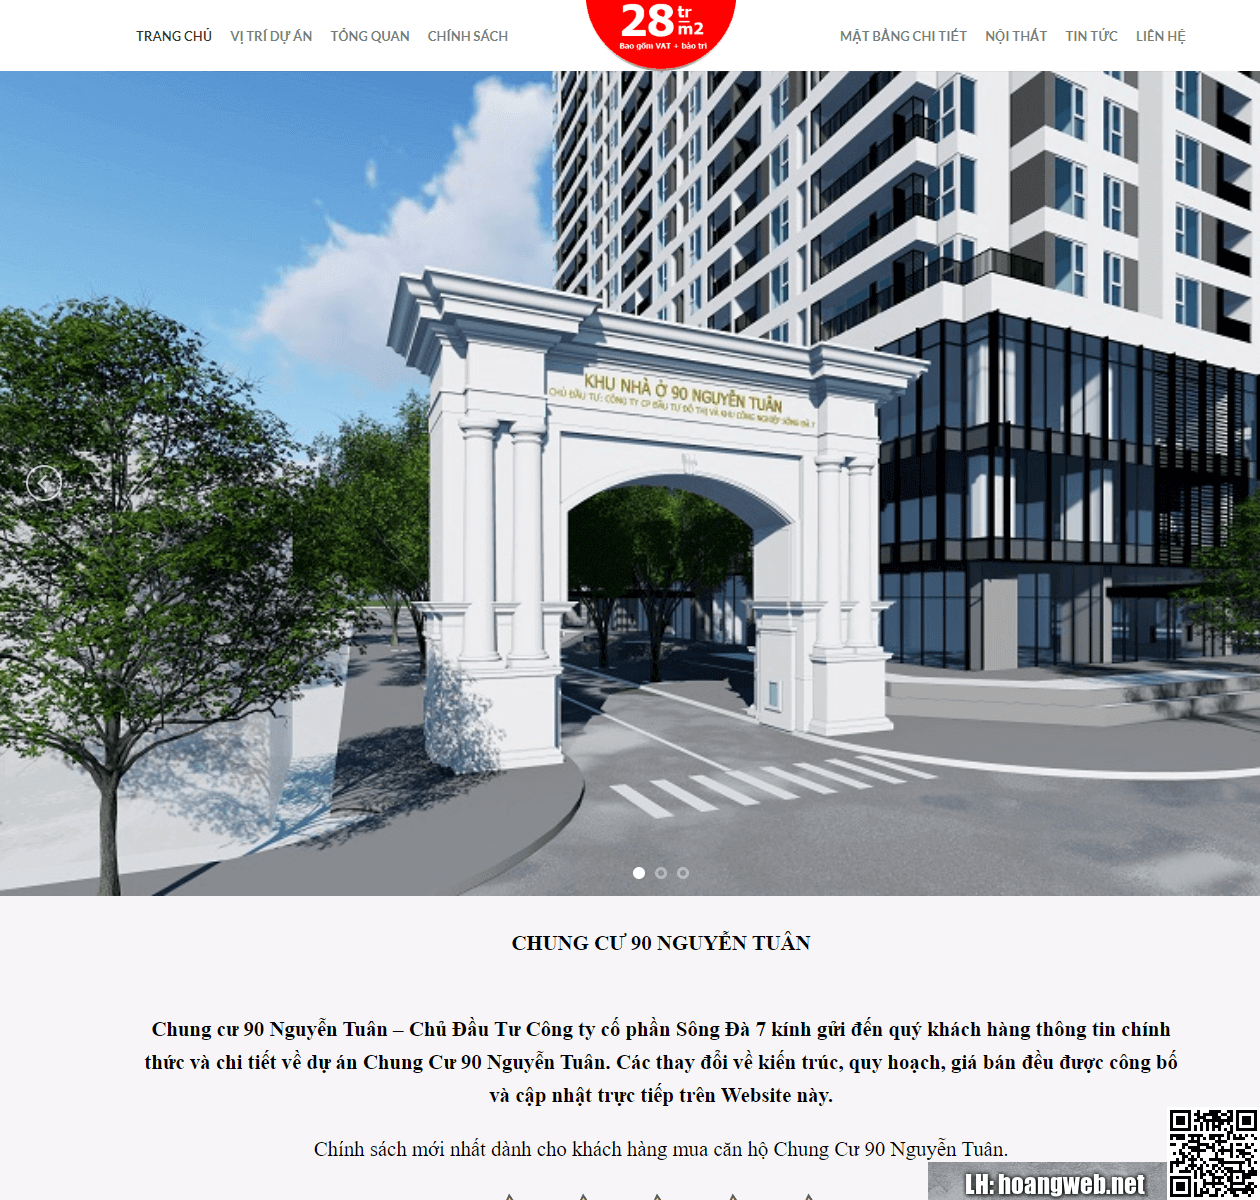 TRANG CHỦ
VỊ TRÍ DỰ ÁN
TỔNG QUAN
CHÍNH SÁCH
28 tr
m2
Bao gồm VAT + bảo trì
MẶT BẰNG CHI TIẾT
NỘI THẤT
TIN TỨC
LIÊN HỆ
KHU NHÀ Ở 90 NGUYỄN TUÂN
CHỦ ĐẦU TƯ: CÔNG TY CP ĐẦU TƯ ĐÔ THỊ VÀ KHU CÔNG NGHIỆP SÔNG ĐÀ 7
CHUNG CƯ 90 NGUYỄN TUÂN
Chung cư 90 Nguyễn Tuân – Chủ Đầu Tư Công ty cố phần Sông Đà 7 kính gửi đến quý khách hàng thông tin chính
thức và chi tiết về dự án Chung Cư 90 Nguyễn Tuân. Các thay đổi về kiến trúc, quy hoạch, giá bán đều được công bố
và cập nhật trực tiếp trên Website này.
Chính sách mới nhất dành cho khách hàng mua căn hộ Chung Cư 90 Nguyễn Tuân.
LH: hoangweb.net